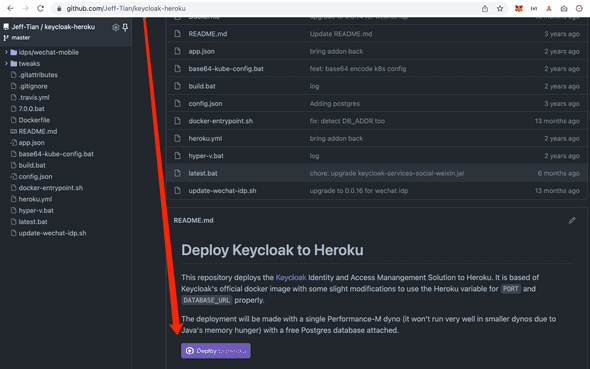 github.com/Jeff-Tian/keycloak-heroku
Jeff-Tian / keycloak-heroku
master
idps/wechat-mobile
tweaks
.gitattributes
.gitignore
.travis.yml
7.0.0.bat
Dockerfile
README.md
app.json
base64-kube-config.bat
build.bat
config.json
docker-entrypoint.sh
heroku.yml
hyper-v.bat
latest.bat
update-wechat-idp.sh
README.md Update README.md 3 years ago
app.json bring addon back 2 years ago
base64-kube-config.bat feat: base64 encode k8s config 2 years ago
build.bat log 2 years ago
config.json Adding postgres 3 years ago
docker-entrypoint.sh fix: detect DB_ADDR too 13 months ago
heroku.yml bring addon back 2 years ago
hyper-v.bat log 2 years ago
latest.bat chore: upgrade keycloak-services-social-weixin.jar 6 months ago
update-wechat-idp.sh upgrade to 0.0.16 for wechat idp 13 months ago
README.md
Deploy Keycloak to Heroku
This repository deploys the Keycloak Identity and Access Manangement Solution to Heroku. It is based of
Keycloak's official docker image with some slight modifications to use the Heroku variable for PORT and
DATABASE_URL properly.
The deployment will be made with a single Performance-M dyno (it won't run very well in smaller dynos due to
Java's memory hunger) with a free Postgres database attached.
Deploy